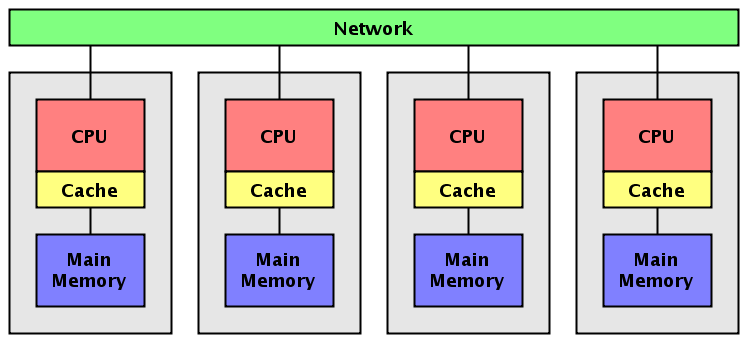 Network
CPU
Cache
Main
Memory
CPU
Cache
Main
Memory
CPU
Cache
Main
Memory
CPU
Cache
Main
Memory